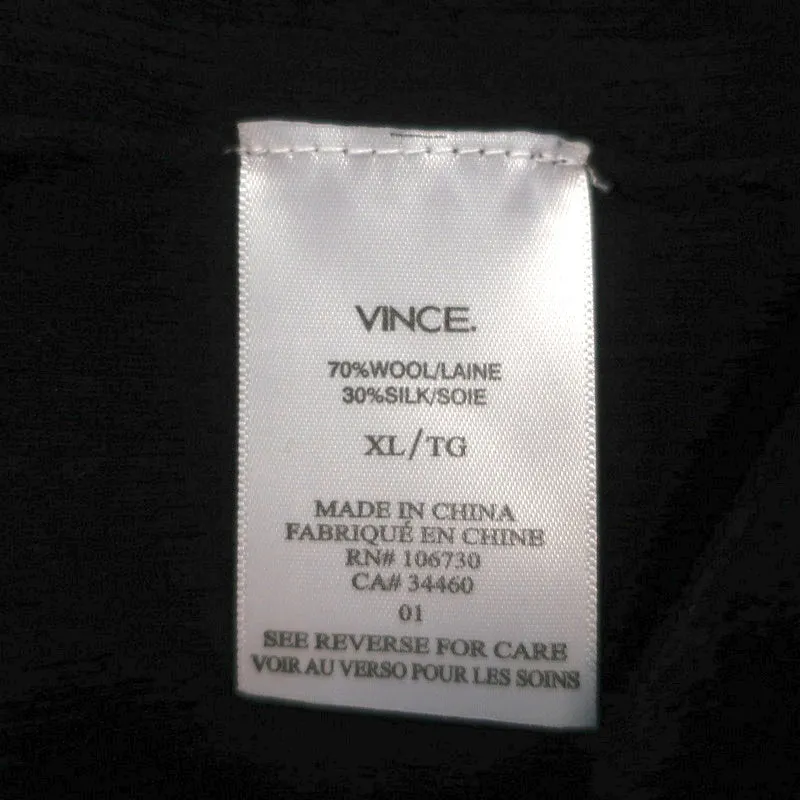 VINCE.
70%WOOL/LAINE
30%SILK/SOIE
XL/TG
MADE IN CHINA
FABRIQUÉ EN CHINE
RN# 106730
CA# 34460
01
SEE REVERSE FOR CARE
VOIR AU VERSO POUR LES SOINS